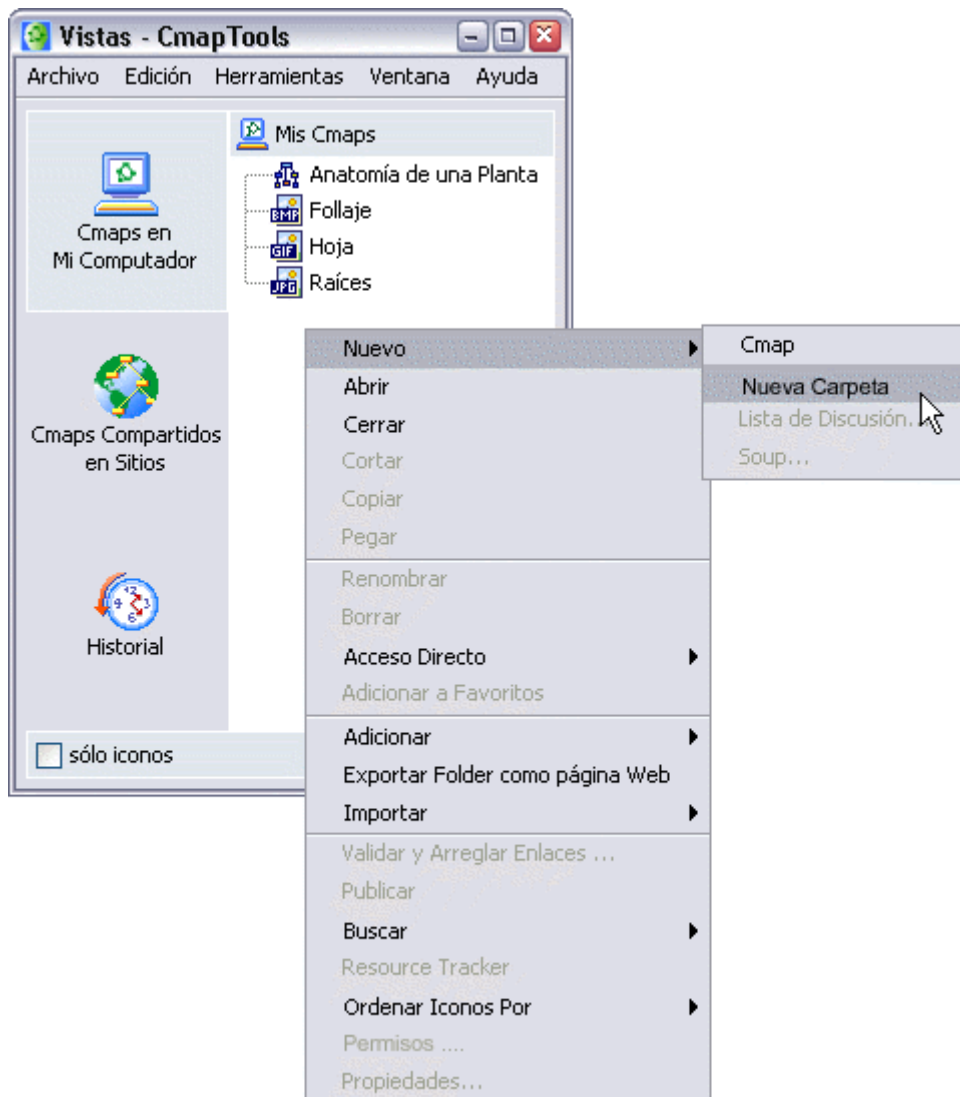 Vistas - CmapTools
Archivo Edición Herramientas Ventana Ayuda
Cmaps en
Mi Computador
Cmaps Compartidos
en Sitios
Historial
sólo iconos
Mis Cmaps
Anatomía de una Planta
BMP Follaje
GIF Hoja
JPG Raíces
Nuevo
Abrir
Cerrar
Cortar
Copiar
Pegar
Renombrar
Borrar
Acceso Directo
Adicionar a Favoritos
Adicionar
Exportar Folder como página Web
Importar
Validar y Arreglar Enlaces ...
Publicar
Buscar
Resource Tracker
Ordenar Iconos Por
Permisos ....
Propiedades...
Cmap
Nueva Carpeta
Lista de Discusión...
Soup...